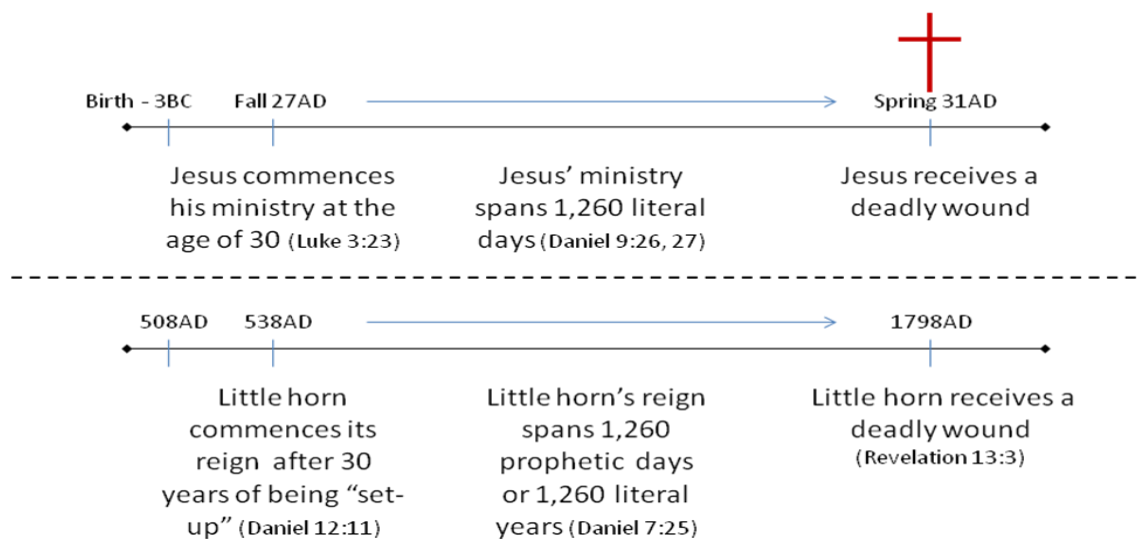 Birth - 3BC Fall 27AD Spring 31AD
Jesus commences
his ministry at the
age of 30 (Luke 3:23)
Jesus’ ministry
spans 1,260 literal
days (Daniel 9:26, 27)
Jesus receives a
deadly wound
508AD 538AD 1798AD
Little horn
commences its
reign after 30
years of being “set-
up” (Daniel 12:11)
Little horn’s reign
spans 1,260
prophetic days
or 1,260 literal
years (Daniel 7:25)
Little horn receives a
deadly wound
(Revelation 13:3)